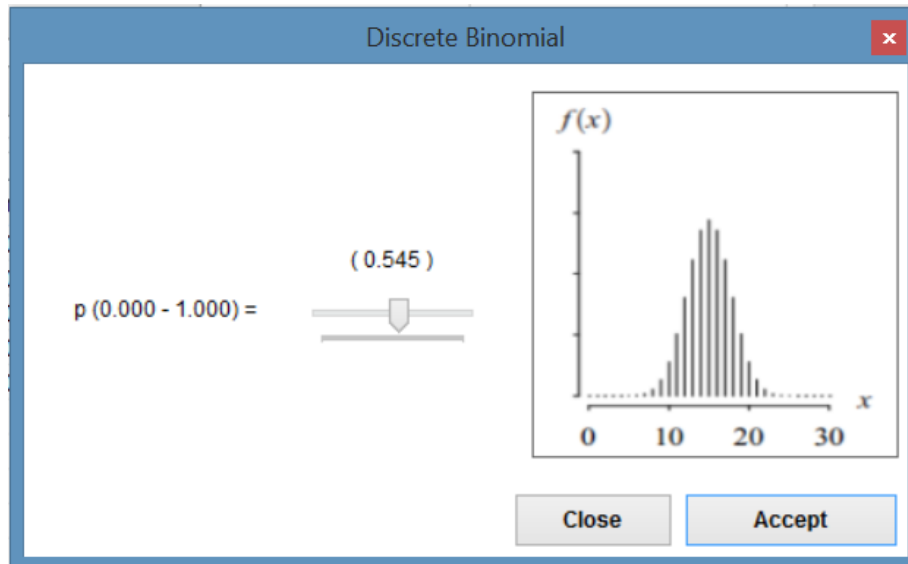 Discrete Binomial
x
( 0.545 )
p (0.000 - 1.000) =
f(x)
x
0 10 20 30
Close Accept